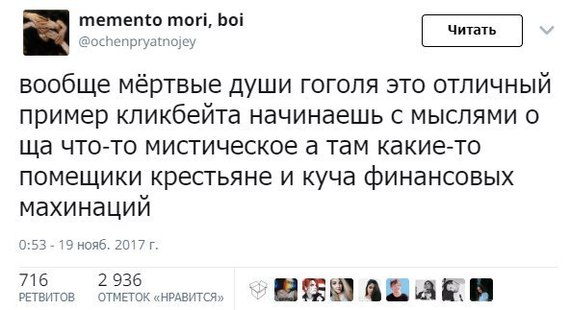 memento mori, boi
@ochenpryatnojey
Читать
вообще мёртвые души гоголя это отличный
пример кликбейта начинаешь с мыслями о
ща что-то мистическое а там какие-то
помещики крестьяне и куча финансовых
махинаций
0:53 - 19 нояб. 2017 г.
716 2 936
РЕТВИТОВ ОТМЕТОК «НРАВИТСЯ»